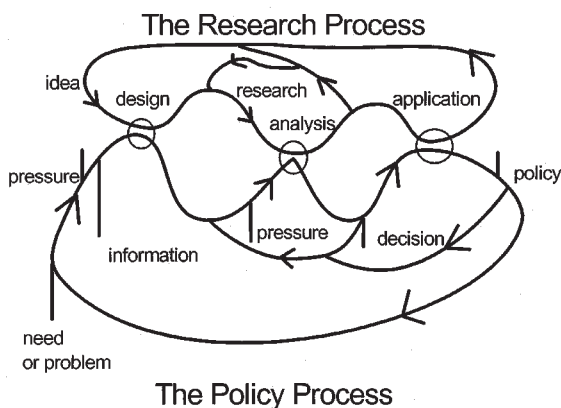 The Research Process
idea
design
research
application
analysis
pressure
policy
pressure
decision
information
need
or problem
The Policy Process